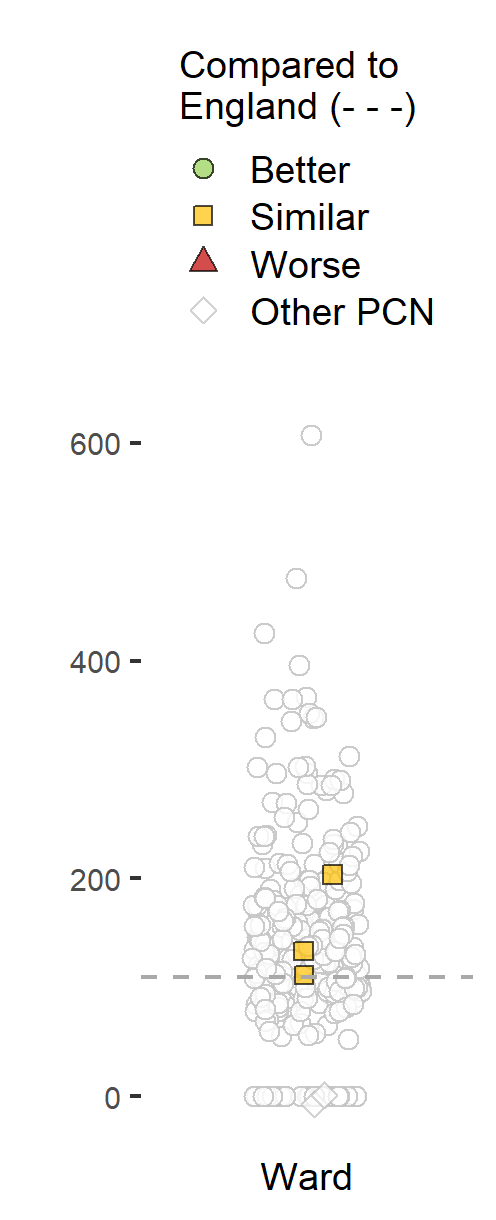 Compared to
England (- - -)
Better
Similar
Worse
Other PCN
600
400
200
0
Ward